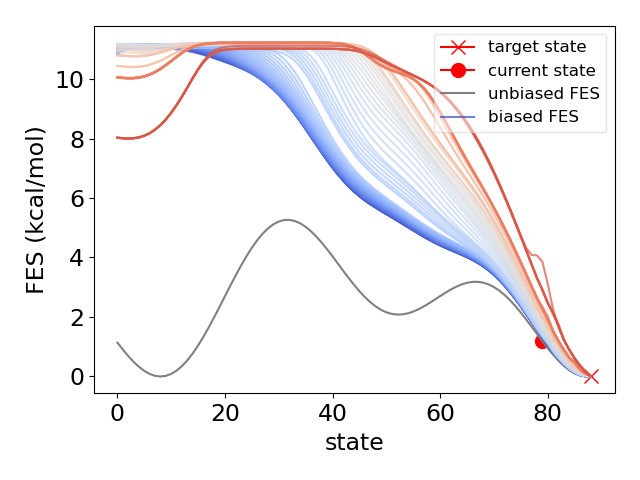 target state
current state
unbiased FES
biased FES
FES (kcal/mol)
10
8
6
4
2
0
0 20 40 60 80
state